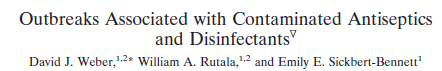 Outbreaks Associated with Contaminated Antiseptics
and Disinfectants∇
David J. Weber,1,2* William A. Rutala,1,2 and Emily E. Sickbert-Bennett1